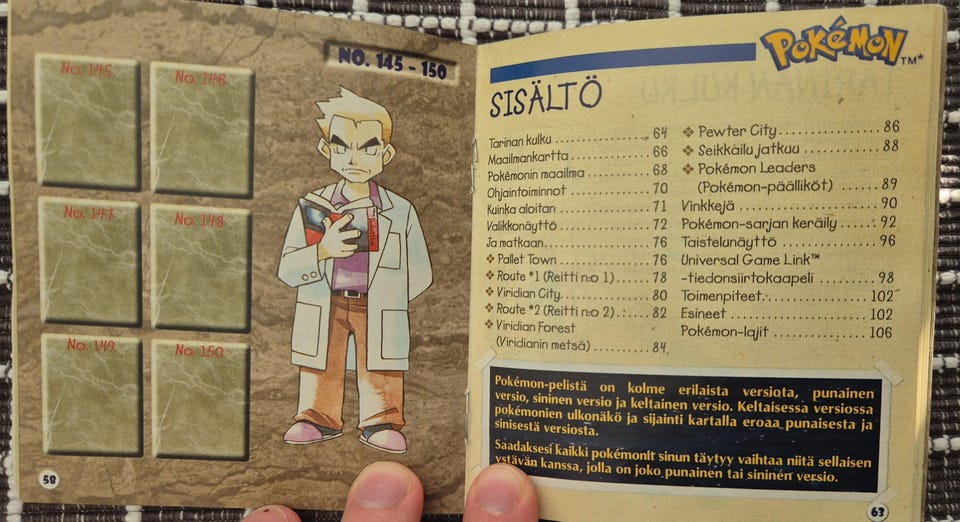 No. 145
No. 146
No. 147
No. 148
No. 149
No. 150
NO. 145 - 150
58
POKéMON TM*
SISÄLTÖ
Tarinan kulku .......................... 64
Maailmankartta ..................... 66
Pokémonin maailma ............... 68
Ohjaintoiminnot ..................... 70
Kuinka aloitan ....................... 71
Valikkonäyttö ........................ 72
Ja matkaan............................ 76
❖ Pallet Town ......................... 76
❖ Route #1 (Reitti n:o 1) ......... 78
❖ Viridian City......................... 80
❖ Route #2 (Reitti n:o 2) ......... 82
❖ Viridian Forest
(Viridianin metsä) .................. 84
❖ Pewter City......................... 86
❖ Seikkailu jatkuu .................. 88
❖ Pokémon Leaders
(Pokémon-päälliköt) ...... 89
Vinkkejä ............................... 90
Pokémon-sarjan keräily ...... 92
Taistelunäyttö ..................... 96
Universal Game Link™
-tiedonsiirtokaapeli ............ 98
Toimenpiteet....................... 102
Esineet ............................... 102
Pokémon-lajit .................... 106
Pokémon-pelistä on kolme erilaista versiota, punainen
versio, sininen versio ja keltainen versio. Keltaisessa versiossa
pokémonien ulkonäkö ja sijainti kartalla eroaa punaisesta ja
sinisestä versiosta.
Saadaksesi kaikki pokémonit sinun täytyy vaihtaa niitä sellaisen
ystävän kanssa, jolla on joko punainen tai sininen versio.
63